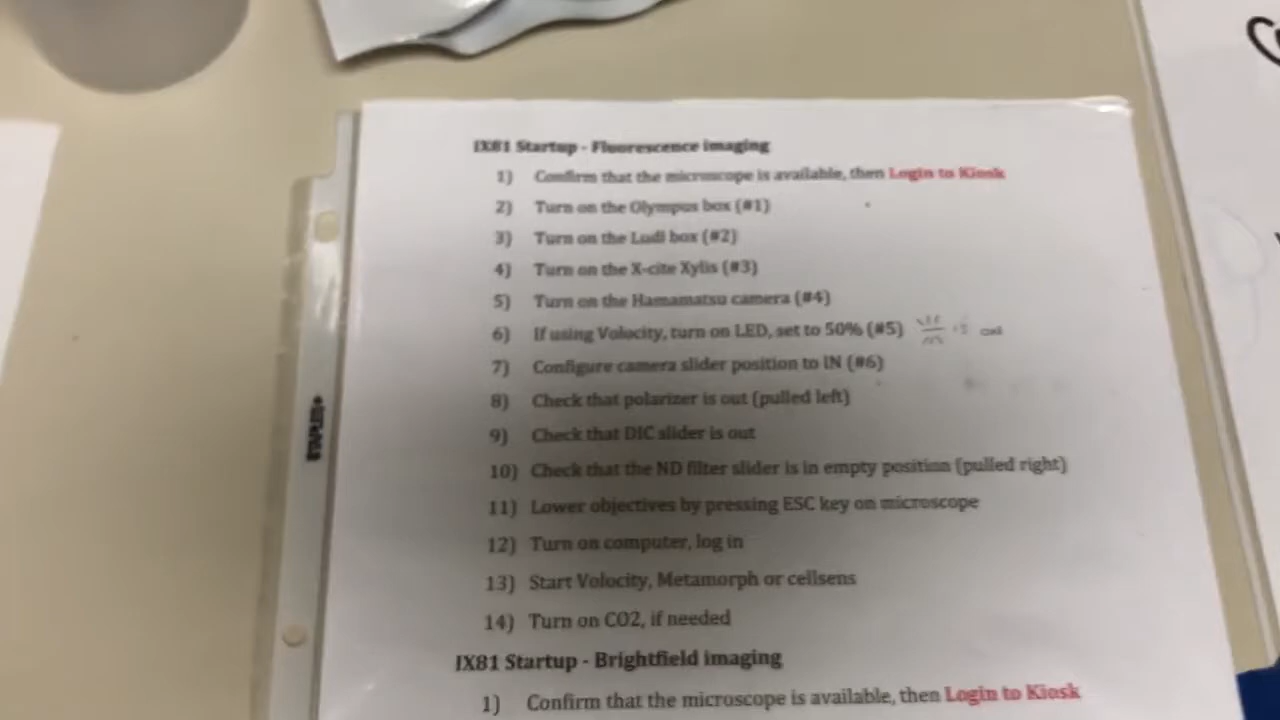 IX81 Startup - Fluorescence imaging
1) Confirm that the microscope is available, then Login to Kiosk
2) Turn on the Olympus box (#1)
3) Turn on the Ludl box (#2)
4) Turn on the X-cite Xylis (#3)
5) Turn on the Hamamatsu camera (#4)
6) If using Volocity, turn on LED, set to 50% (#5)
7) Configure camera slider position to IN (#6)
8) Check that polarizer is out (pulled left)
9) Check that DIC slider is out
10) Check that the ND filter slider is in empty position (pulled right)
11) Lower objectives by pressing ESC key on microscope
12) Turn on computer, log in
13) Start Volocity, Metamorph or cellsens
14) Turn on CO2, if needed
IX81 Startup - Brightfield imaging
1) Confirm that the microscope is available, then Login to Kiosk